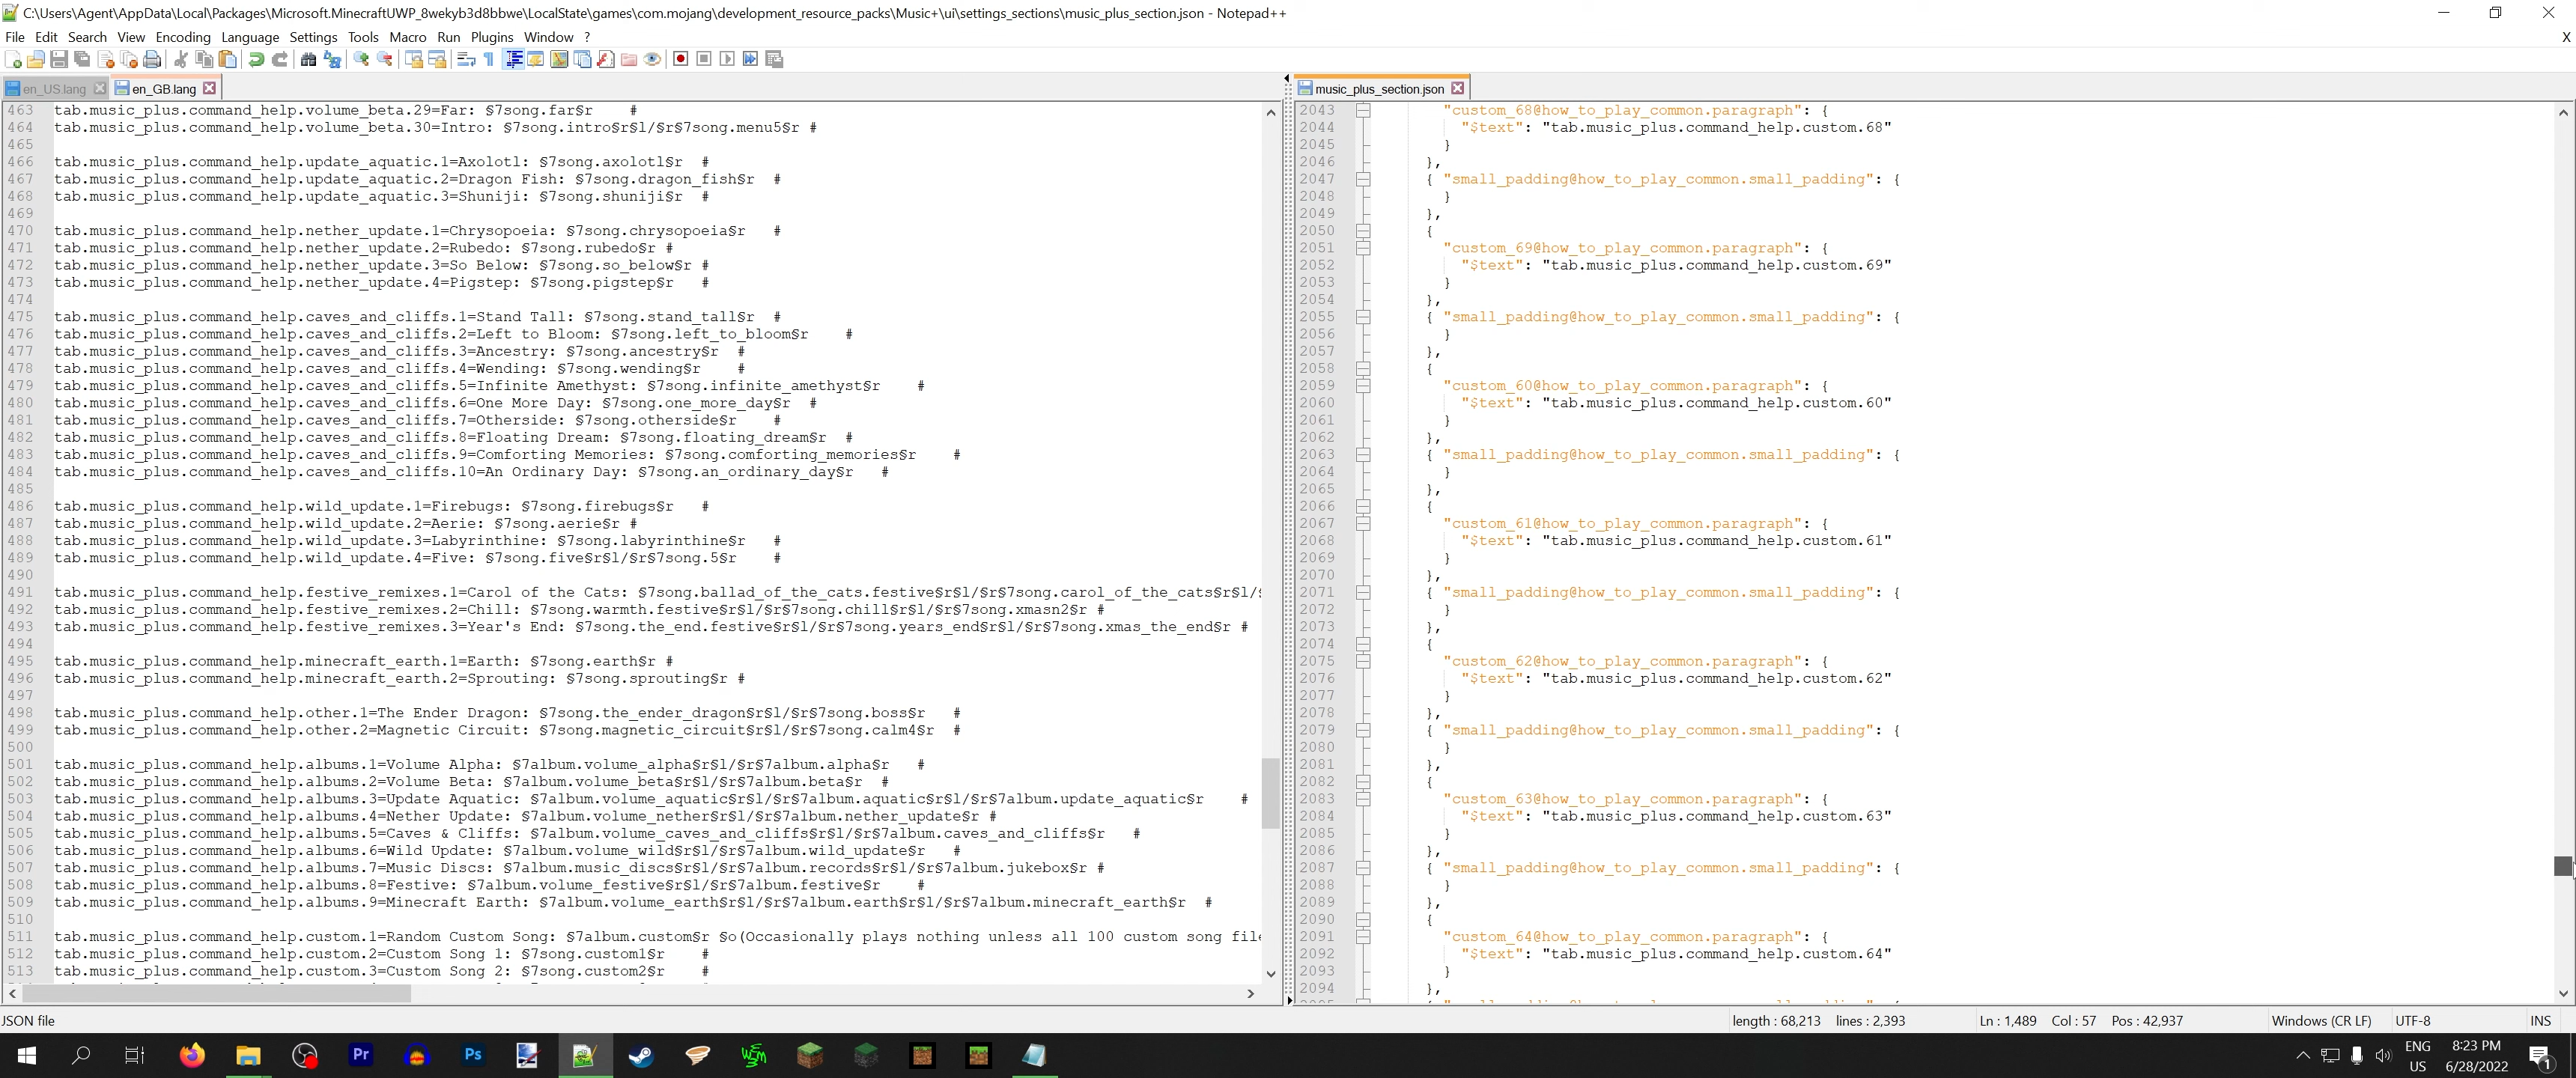 C:\Users\Agent\AppData\Local\Packages\Microsoft.MinecraftUWP_8wekyb3d8bbwe\LocalState\games\com.mojang\development_resource_packs\Music+\ui\settings_sections\music_plus_section.json - Notepad++
File Edit Search View Encoding Language Settings Tools Macro Run Plugins Window ? X
en_US.lang en_GB.lang
463 tab.music_plus.command_help.volume_beta.29=Far: §7song.far§r #
464 tab.music_plus.command_help.volume_beta.30=Intro: §7song.intro§r§l/§r§7song.menu5§r #
465
466 tab.music_plus.command_help.update_aquatic.1=Axolotl: §7song.axolotl§r #
467 tab.music_plus.command_help.update_aquatic.2=Dragon Fish: §7song.dragon_fish§r #
468 tab.music_plus.command_help.update_aquatic.3=Shuniji: §7song.shuniji§r #
469
470 tab.music_plus.command_help.nether_update.1=Chrysopoeia: §7song.chrysopoeia§r #
471 tab.music_plus.command_help.nether_update.2=Rubedo: §7song.rubedo§r #
472 tab.music_plus.command_help.nether_update.3=So Below: §7song.so_below§r #
473 tab.music_plus.command_help.nether_update.4=Pigstep: §7song.pigstep§r #
474
475 tab.music_plus.command_help.caves_and_cliffs.1=Stand Tall: §7song.stand_tall§r #
476 tab.music_plus.command_help.caves_and_cliffs.2=Left to Bloom: §7song.left_to_bloom§r #
477 tab.music_plus.command_help.caves_and_cliffs.3=Ancestry: §7song.ancestry§r #
478 tab.music_plus.command_help.caves_and_cliffs.4=Wending: §7song.wending§r #
479 tab.music_plus.command_help.caves_and_cliffs.5=Infinite Amethyst: §7song.infinite_amethyst§r #
480 tab.music_plus.command_help.caves_and_cliffs.6=One More Day: §7song.one_more_day§r #
481 tab.music_plus.command_help.caves_and_cliffs.7=Otherside: §7song.otherside§r #
482 tab.music_plus.command_help.caves_and_cliffs.8=Floating Dream: §7song.floating_dream§r #
483 tab.music_plus.command_help.caves_and_cliffs.9=Comforting Memories: §7song.comforting_memories§r #
484 tab.music_plus.command_help.caves_and_cliffs.10=An Ordinary Day: §7song.an_ordinary_day§r #
485
486 tab.music_plus.command_help.wild_update.1=Firebugs: §7song.firebugs§r #
487 tab.music_plus.command_help.wild_update.2=Aerie: §7song.aerie§r #
488 tab.music_plus.command_help.wild_update.3=Labyrinthine: §7song.labyrinthine§r #
489 tab.music_plus.command_help.wild_update.4=Five: §7song.five§r§l/§r§7song.5§r #
490
491 tab.music_plus.command_help.festive_remixes.1=Carol of the Cats: §7song.ballad_of_the_cats.festive§r§l/§r§7song.carol_of_the_cats§r§l/
492 tab.music_plus.command_help.festive_remixes.2=Chill: §7song.warmth.festive§r§l/§r§7song.chill§r§l/§r§7song.xmasn2§r #
493 tab.music_plus.command_help.festive_remixes.3=Year's End: §7song.the_end.festive§r§l/§r§7song.years_end§r§l/§r§7song.xmas_the_end§r #
494
495 tab.music_plus.command_help.minecraft_earth.1=Earth: §7song.earth§r #
496 tab.music_plus.command_help.minecraft_earth.2=Sprouting: §7song.sprouting§r #
497
498 tab.music_plus.command_help.other.1=The Ender Dragon: §7song.the_ender_dragon§r§l/§r§7song.boss§r #
499 tab.music_plus.command_help.other.2=Magnetic Circuit: §7song.magnetic_circuit§r§l/§r§7song.calm4§r #
500
501 tab.music_plus.command_help.albums.1=Volume Alpha: §7album.volume_alpha§r§l/§r§7album.alpha§r #
502 tab.music_plus.command_help.albums.2=Volume Beta: §7album.volume_beta§r§l/§r§7album.beta§r #
503 tab.music_plus.command_help.albums.3=Update Aquatic: §7album.volume_aquatic§r§l/§r§7album.aquatic§r§l/§r§7album.update_aquatic§r #
504 tab.music_plus.command_help.albums.4=Nether Update: §7album.volume_nether§r§l/§r§7album.nether_update§r #
505 tab.music_plus.command_help.albums.5=Caves & Cliffs: §7album.volume_caves_and_cliffs§r§l/§r§7album.caves_and_cliffs§r #
506 tab.music_plus.command_help.albums.6=Wild Update: §7album.volume_wild§r§l/§r§7album.wild_update§r #
507 tab.music_plus.command_help.albums.7=Music Discs: §7album.music_discs§r§l/§r§7album.records§r§l/§r§7album.jukebox§r #
508 tab.music_plus.command_help.albums.8=Festive: §7album.volume_festive§r§l/§r§7album.festive§r #
509 tab.music_plus.command_help.albums.9=Minecraft Earth: §7album.volume_earth§r§l/§r§7album.earth§r§l/§r§7album.minecraft_earth§r #
510
511 tab.music_plus.command_help.custom.1=Random Custom Song: §7album.custom§r §o(Occasionally plays nothing unless all 100 custom song fil
512 tab.music_plus.command_help.custom.2=Custom Song 1: §7song.custom1§r #
513 tab.music_plus.command_help.custom.3=Custom Song 2: §7song.custom2§r #
music_plus_section.json
2043 "custom_68@how_to_play_common.paragraph": {
2044 "$text": "tab.music_plus.command_help.custom.68"
2045 }
2046 },
2047 { "small_padding@how_to_play_common.small_padding": {
2048 }
2049 },
2050 {
2051 "custom_69@how_to_play_common.paragraph": {
2052 "$text": "tab.music_plus.command_help.custom.69"
2053 }
2054 },
2055 { "small_padding@how_to_play_common.small_padding": {
2056 }
2057 },
2058 {
2059 "custom_60@how_to_play_common.paragraph": {
2060 "$text": "tab.music_plus.command_help.custom.60"
2061 }
2062 },
2063 { "small_padding@how_to_play_common.small_padding": {
2064 }
2065 },
2066 {
2067 "custom_61@how_to_play_common.paragraph": {
2068 "$text": "tab.music_plus.command_help.custom.61"
2069 }
2070 },
2071 { "small_padding@how_to_play_common.small_padding": {
2072 }
2073 },
2074 {
2075 "custom_62@how_to_play_common.paragraph": {
2076 "$text": "tab.music_plus.command_help.custom.62"
2077 }
2078 },
2079 { "small_padding@how_to_play_common.small_padding": {
2080 }
2081 },
2082 {
2083 "custom_63@how_to_play_common.paragraph": {
2084 "$text": "tab.music_plus.command_help.custom.63"
2085 }
2086 },
2087 { "small_padding@how_to_play_common.small_padding": {
2088 }
2089 },
2090 {
2091 "custom_64@how_to_play_common.paragraph": {
2092 "$text": "tab.music_plus.command_help.custom.64"
2093 }
2094 },
JSON file length : 68,213 lines : 2,393 Ln : 1,489 Col : 57 Pos : 42,937 Windows (CR LF) UTF-8 INS
Pr Ps ENG 8:23 PM
US 6/28/2022 1